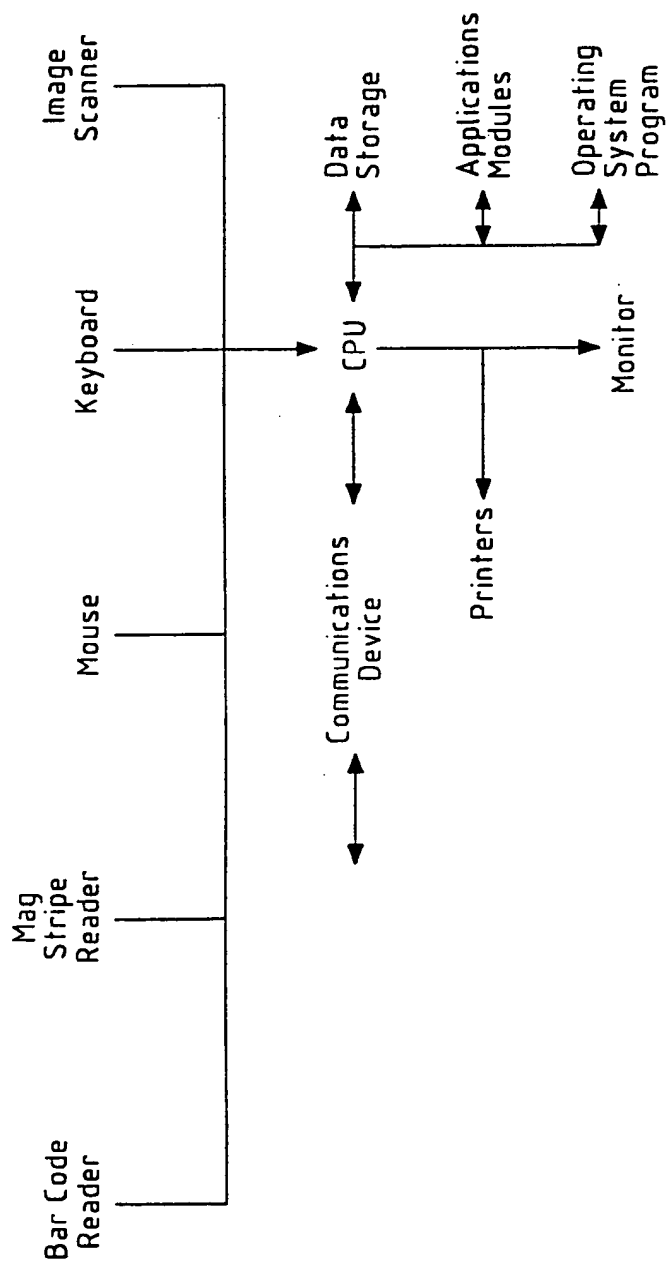 Bar Code
Reader
Mag
Stripe
Reader
Mouse
Keyboard
Image
Scanner
Communications
Device
CPU
Data
Storage
Printers
Applications
Modules
Monitor
Operating
System
Program